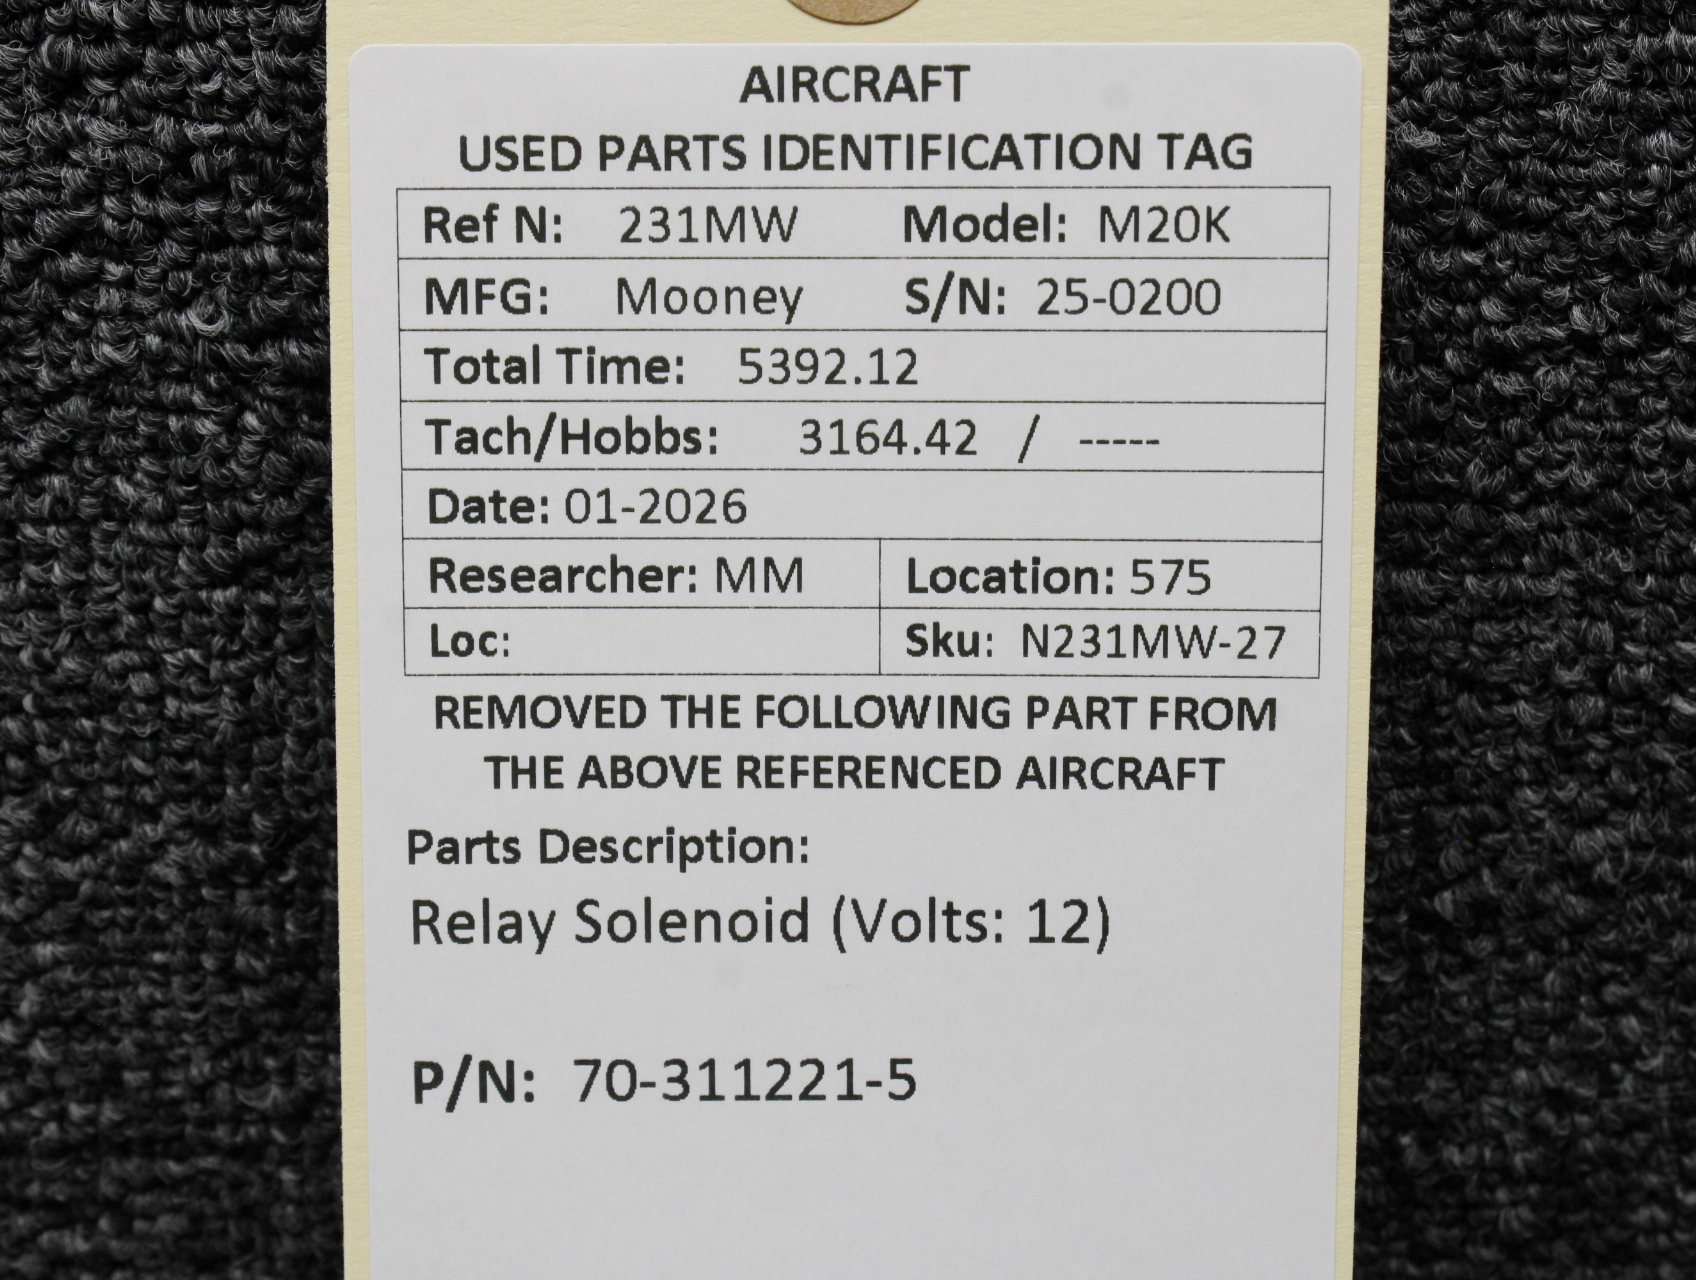 AIRCRAFT
USED PARTS IDENTIFICATION TAG
Ref N: 231MW Model: M20K
MFG: Mooney S/N: 25-0200
Total Time: 5392.12
Tach/Hobbs: 3164.42 / -----
Date: 01-2026
Researcher: MM Location: 575
Loc: Sku: N231MW-27
REMOVED THE FOLLOWING PART FROM
THE ABOVE REFERENCED AIRCRAFT
Parts Description:
Relay Solenoid (Volts: 12)
P/N: 70-311221-5